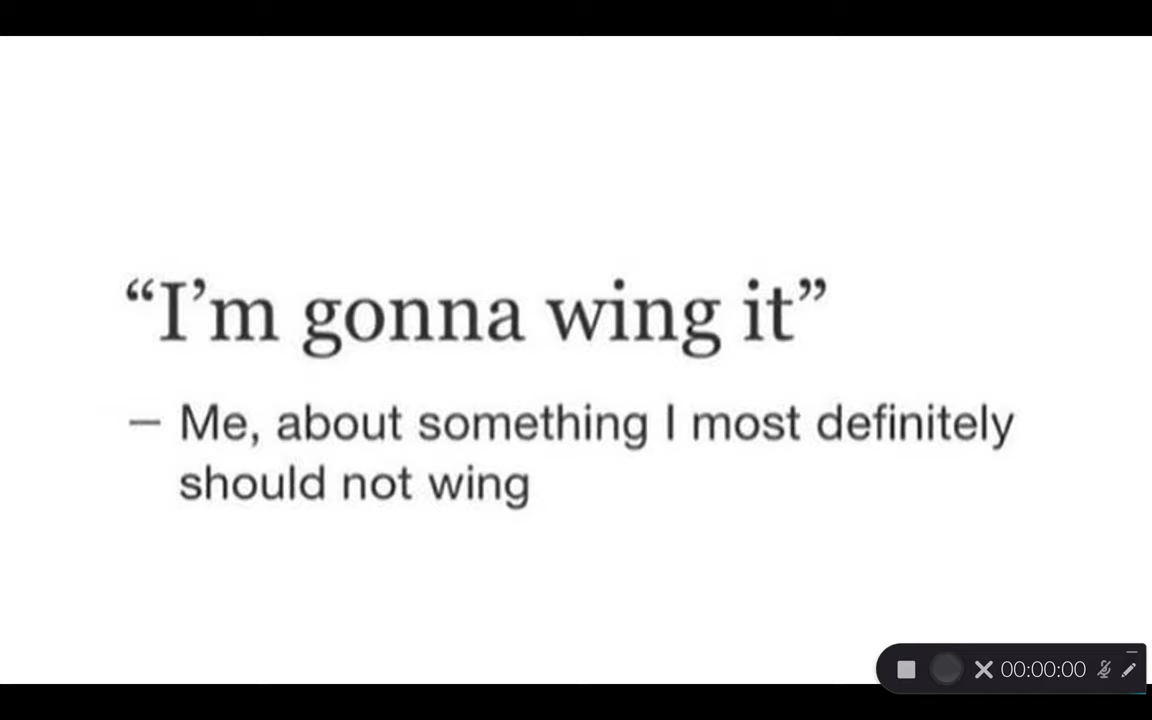 “I’m gonna wing it”
– Me, about something I most definitely
should not wing
00:00:00